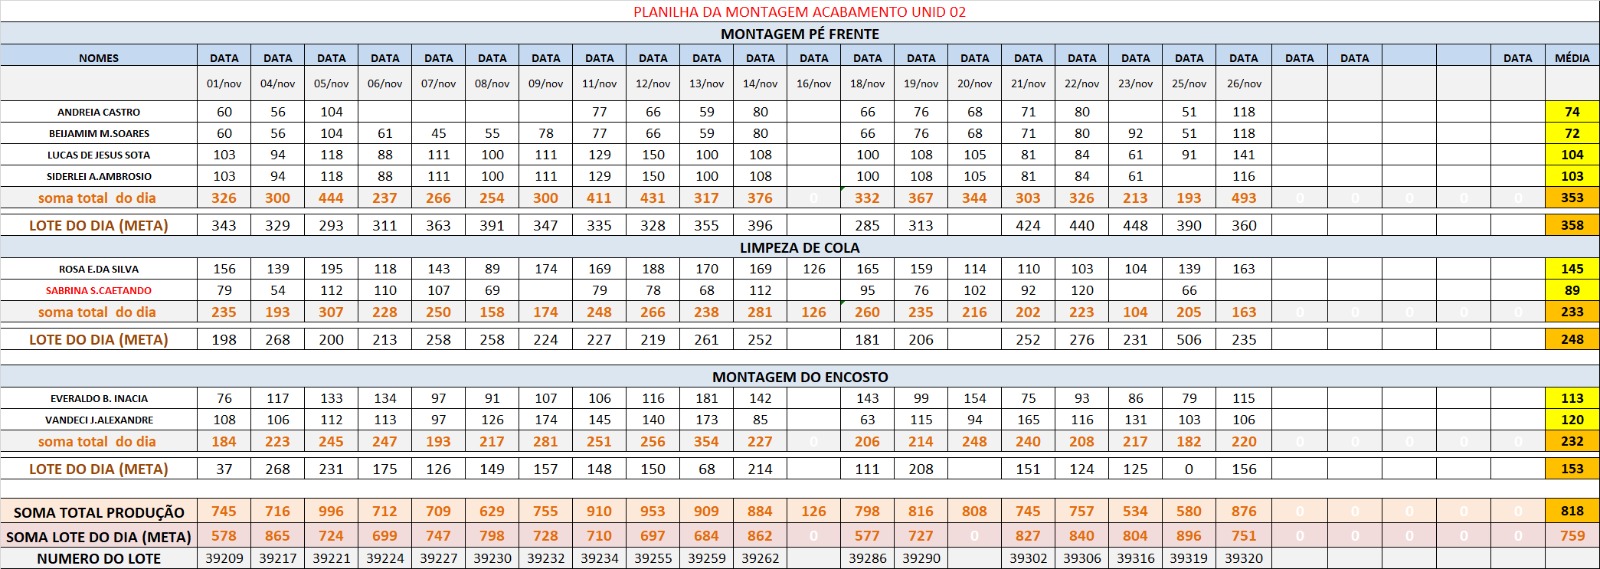 PLANILHA DA MONTAGEM ACABAMENTO UNID 02
MONTAGEM PÉ FRENTE
NOMES DATA DATA DATA DATA DATA DATA DATA DATA DATA DATA DATA DATA DATA DATA DATA DATA DATA DATA DATA DATA DATA DATA DATA MÉDIA
01/nov 04/nov 05/nov 06/nov 07/nov 08/nov 09/nov 11/nov 12/nov 13/nov 14/nov 16/nov 18/nov 19/nov 20/nov 21/nov 22/nov 23/nov 25/nov 26/nov
ANDREIA CASTRO 60 56 104 77 66 59 80 66 76 68 71 80 51 118 74
BEIJAMIM M.SOARES 60 56 104 61 45 55 78 77 66 59 80 66 76 68 71 80 92 51 118 72
LUCAS DE JESUS SOTA 103 94 118 88 111 100 111 129 150 100 108 100 108 105 81 84 61 91 141 104
SIDERLEI A.AMBROSIO 103 94 118 88 111 100 111 129 150 100 108 100 108 105 81 84 61 116 103
soma total do dia 326 300 444 237 266 254 300 411 431 317 376 0 332 367 344 303 326 213 193 493 0 0 0 0 0 353
LOTE DO DIA (META) 343 329 293 311 363 391 347 335 328 355 396 285 313 424 440 448 390 360 358
LIMPEZA DE COLA
ROSA E.DA SILVA 156 139 195 118 143 89 174 169 188 170 169 126 165 159 114 110 103 104 139 163 145
SABRINA S.CAETANDO 79 54 112 110 107 69 79 78 68 112 95 76 102 92 120 66 89
soma total do dia 235 193 307 228 250 158 174 248 266 238 281 126 260 235 216 202 223 104 205 163 0 0 0 0 0 233
LOTE DO DIA (META) 198 268 200 213 258 258 224 227 219 261 252 181 206 252 276 231 506 235 248
MONTAGEM DO ENCOSTO
EVERALDO B. INACIA 76 117 133 134 97 91 107 106 116 181 142 143 99 154 75 93 86 79 115 113
VANDECI J.ALEXANDRE 108 106 112 113 97 126 174 145 140 173 85 63 115 94 165 116 131 103 106 120
soma total do dia 184 223 245 247 193 217 281 251 256 354 227 0 206 214 248 240 208 217 182 220 0 0 0 0 0 232
LOTE DO DIA (META) 37 268 231 175 126 149 157 148 150 68 214 111 208 151 124 125 0 156 153
SOMA TOTAL PRODUÇÃO 745 716 996 712 709 629 755 910 953 909 884 126 798 816 808 745 757 534 580 876 0 0 0 0 0 818
SOMA LOTE DO DIA (META) 578 865 724 699 747 798 728 710 697 684 862 0 577 727 0 827 840 804 896 751 0 0 0 0 0 759
NUMERO DO LOTE 39209 39217 39221 39224 39227 39230 39232 39234 39255 39259 39262 39286 39290 39302 39306 39316 39319 39320